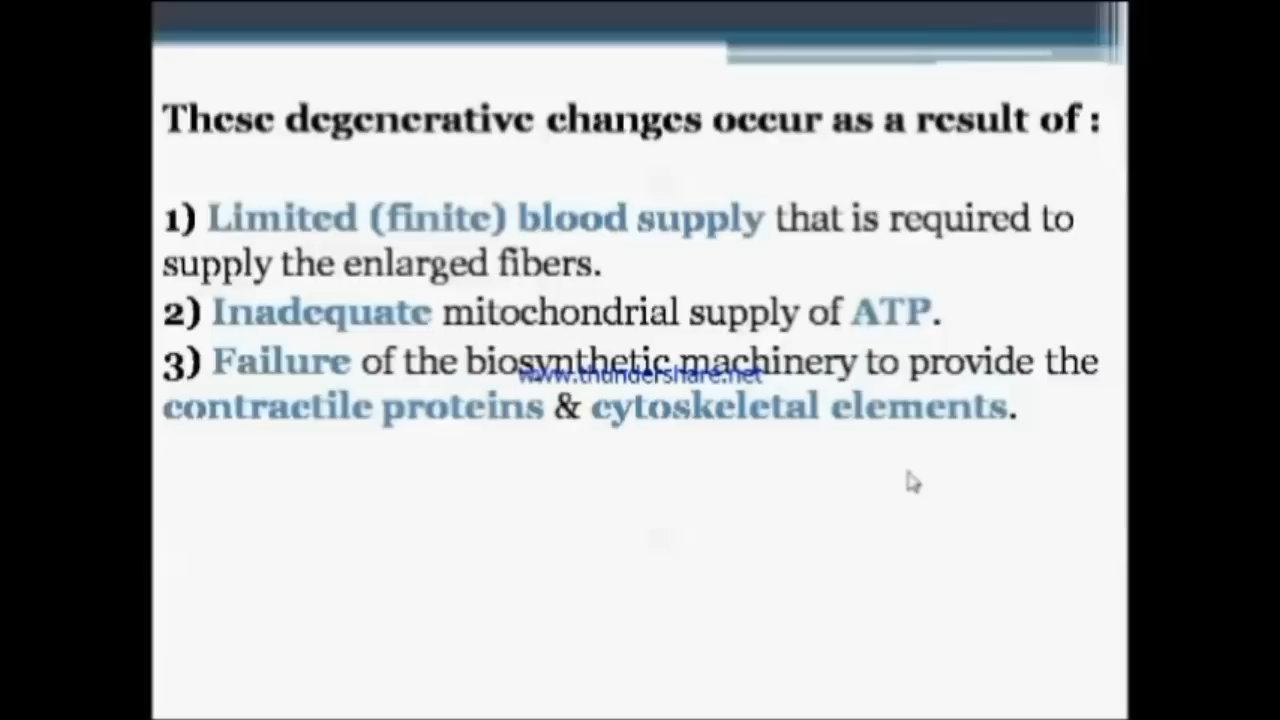 These degenerative changes occur as a result of :
1) Limited (finite) blood supply that is required to
supply the enlarged fibers.
2) Inadequate mitochondrial supply of ATP.
3) Failure of the biosynthetic machinery to provide the
www.thundershare.net
contractile proteins & cytoskeletal elements.